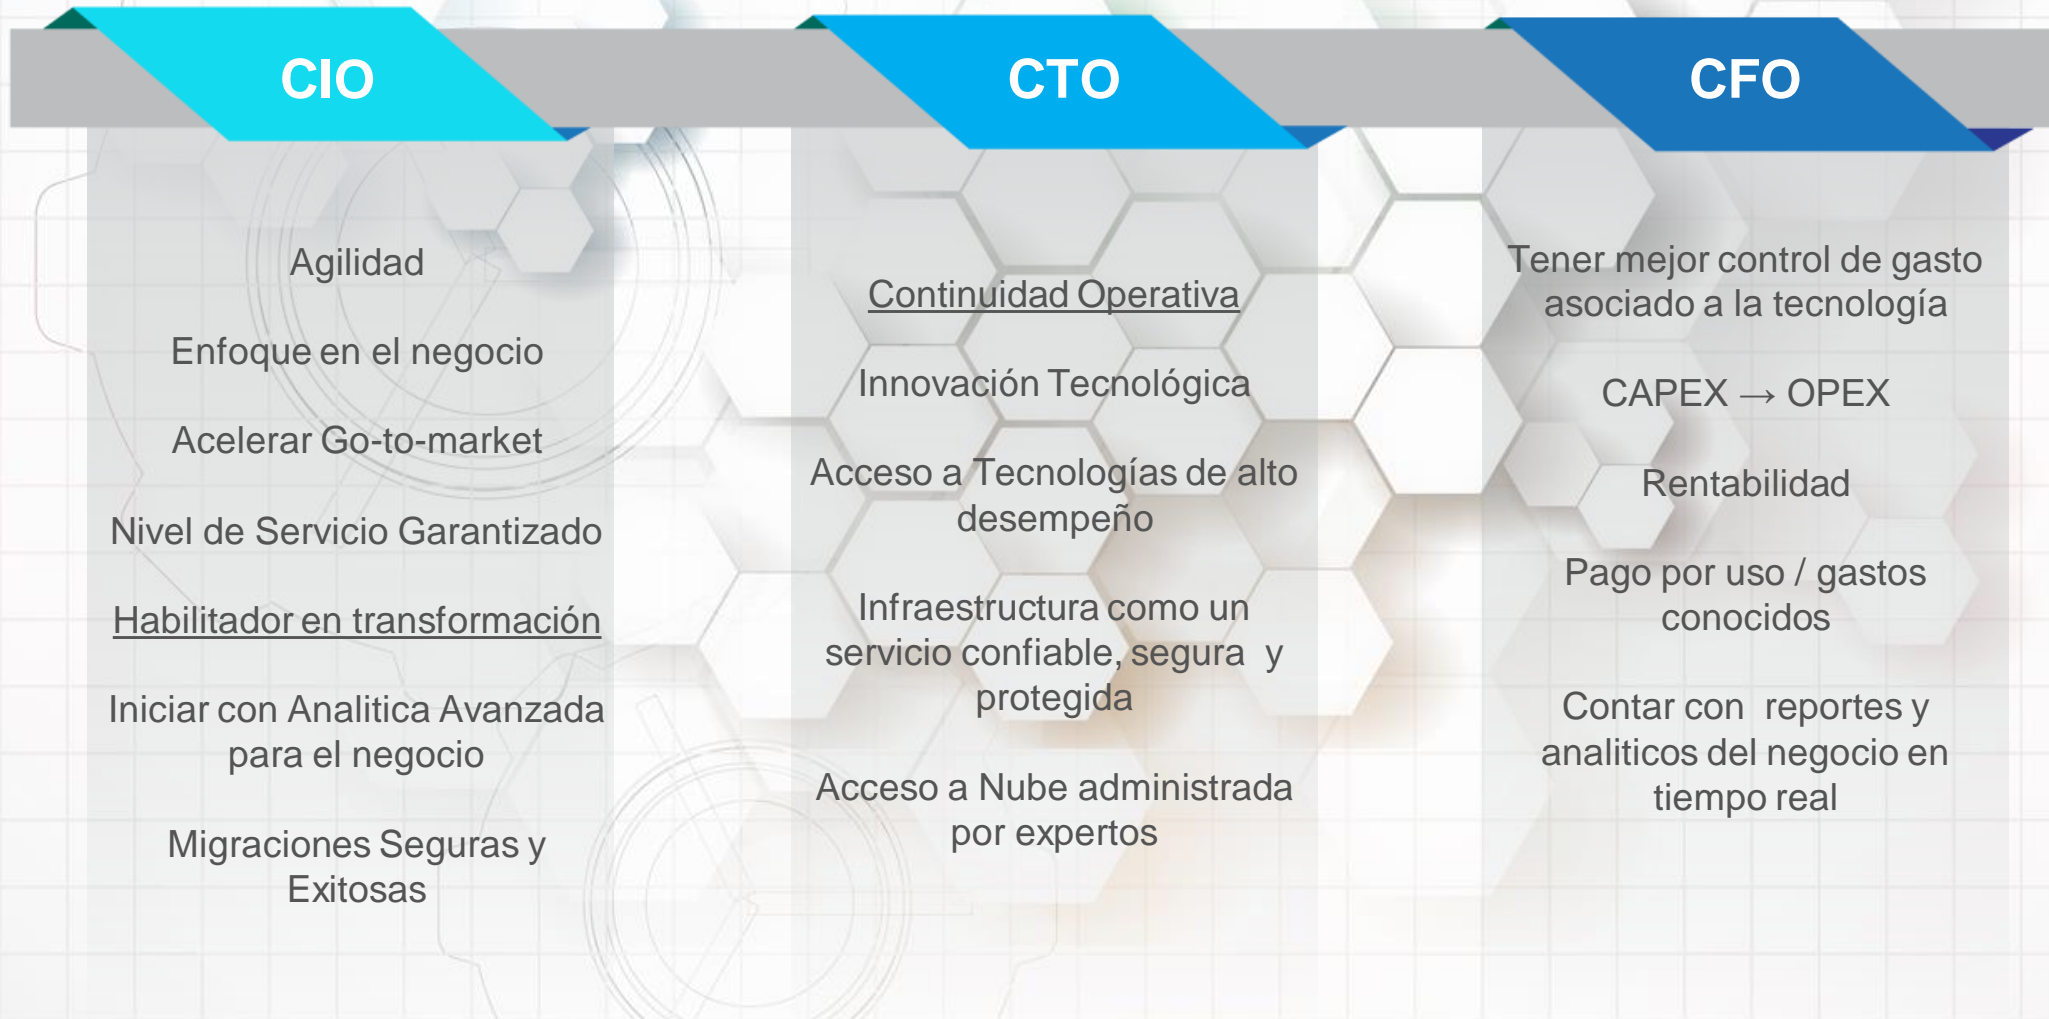 CIO
Agilidad
Enfoque en el negocio
Acelerar Go-to-market
Nivel de Servicio Garantizado
Habilitador en transformación
Iniciar con Analitica Avanzada
para el negocio
Migraciones Seguras y
Exitosas
CTO
Continuidad Operativa
Innovación Tecnológica
Acceso a Tecnologías de alto
desempeño
Infraestructura como un
servicio confiable, segura  y
protegida
Acceso a Nube administrada
por expertos
CFO
Tener mejor control de gasto
asociado a la tecnología
CAPEX → OPEX
Rentabilidad
Pago por uso / gastos
conocidos
Contar con  reportes y
analiticos del negocio en
tiempo real